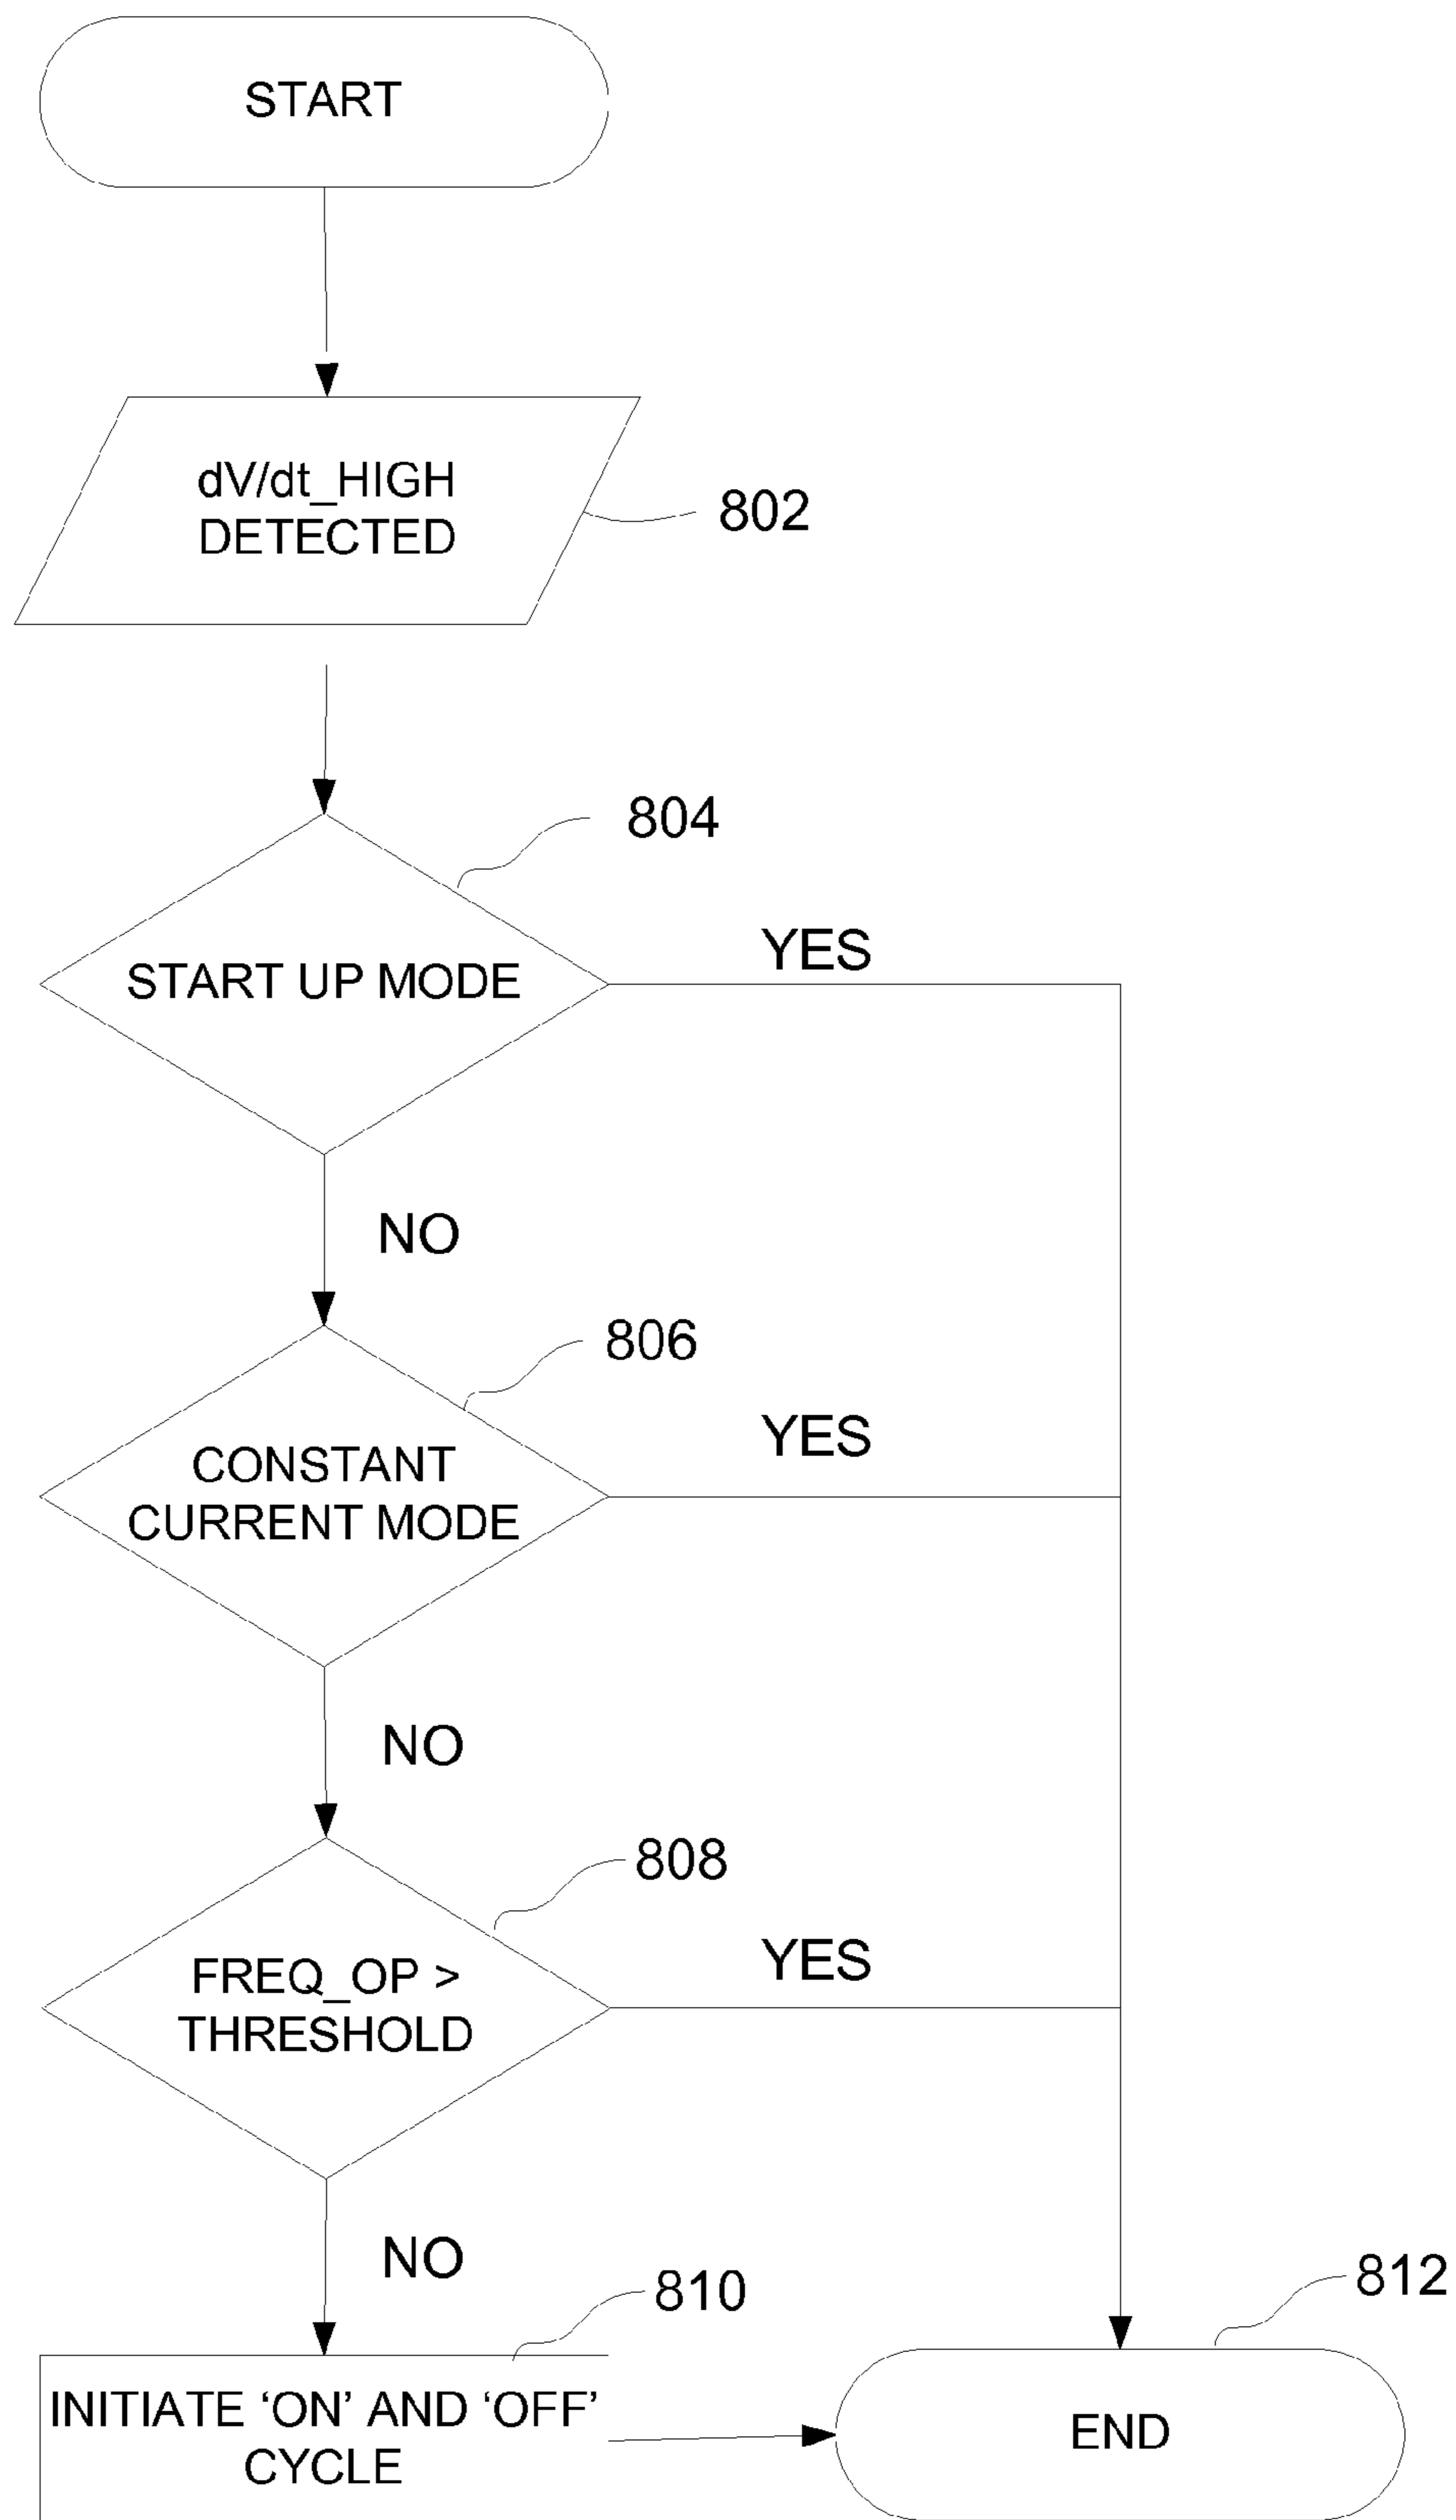 START
dV/dt_HIGH
DETECTED
802
804
START UP MODE
YES
NO
806
CONSTANT
CURRENT MODE
YES
NO
808
FREQ_OP >
THRESHOLD
YES
NO
810
812
INITIATE ‘ON’ AND ‘OFF’
CYCLE
END